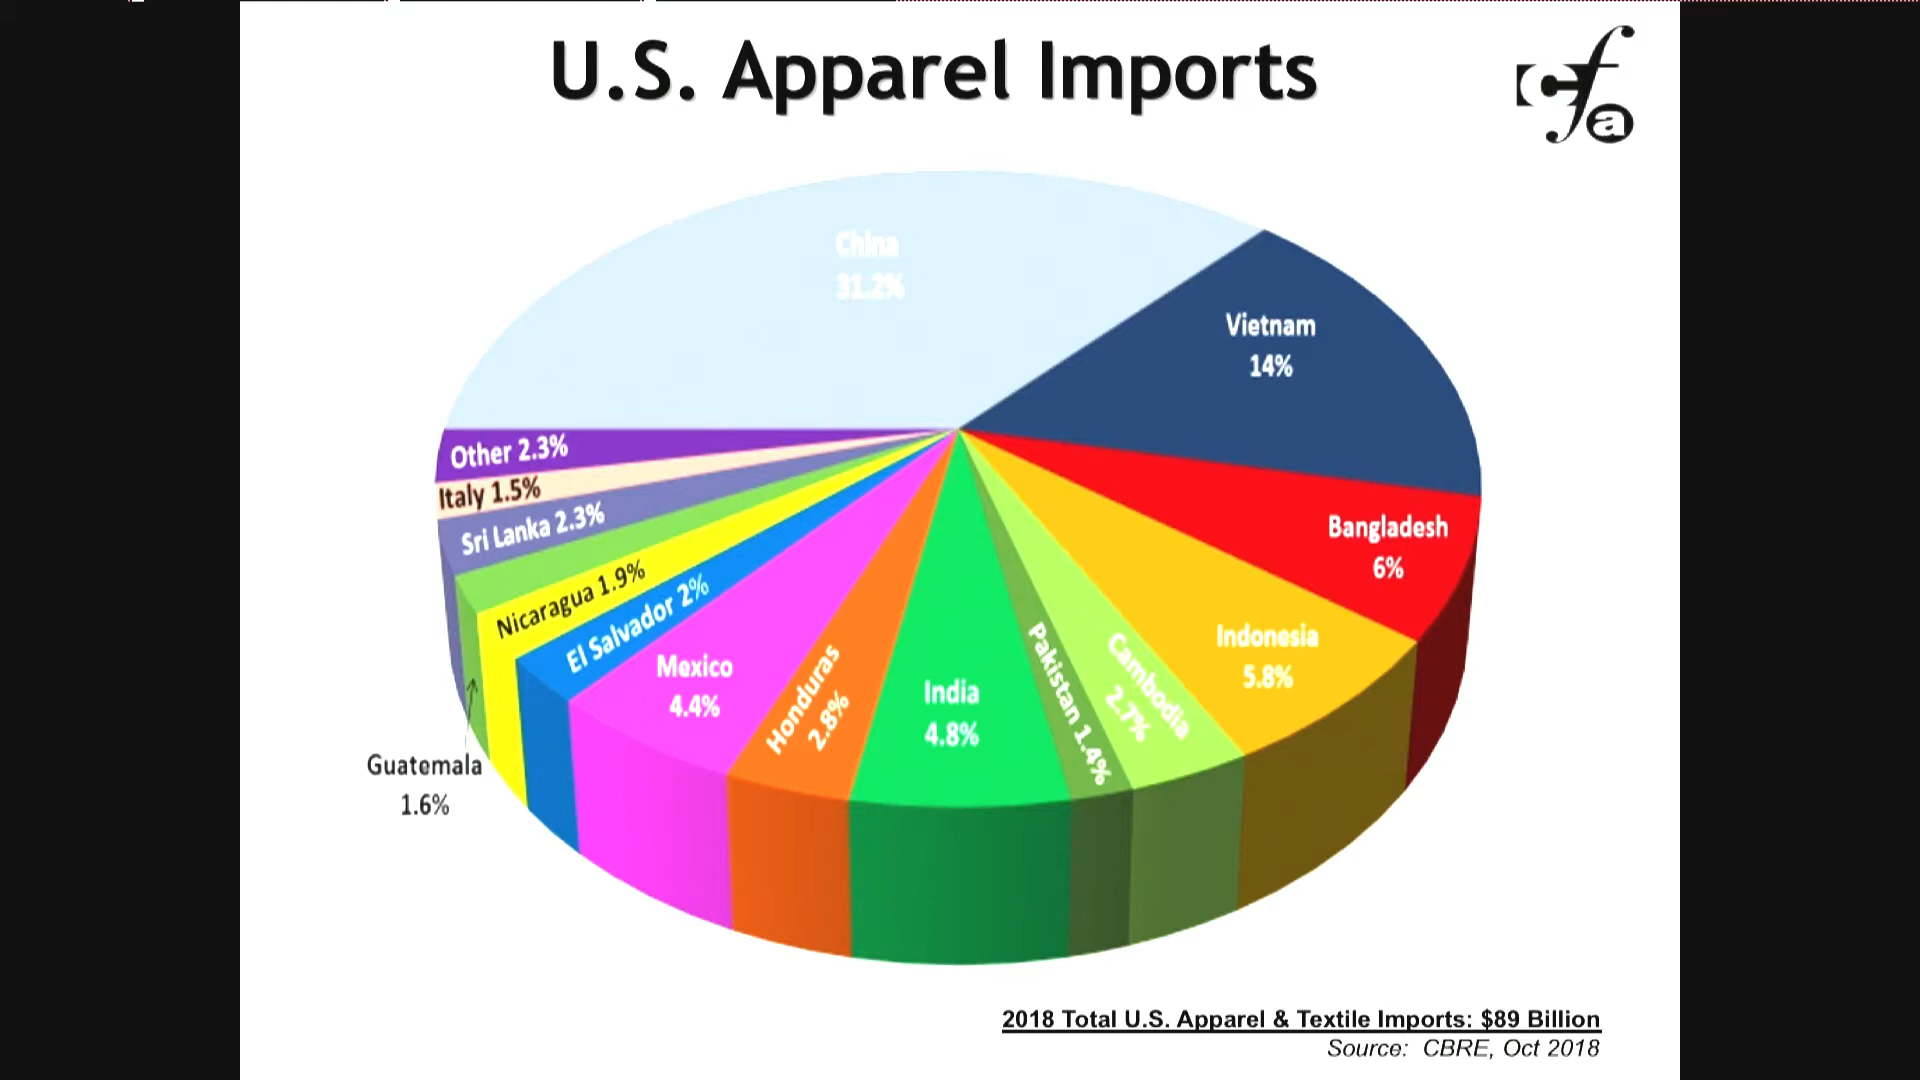 U.S. Apparel Imports
cfa
China
31.2%
Vietnam
14%
Other 2.3%
Italy 1.5%
Sri Lanka 2.3%
Bangladesh
6%
Nicaragua 1.9%
El Salvador 2%
Indonesia
5.8%
Mexico
4.4%
Honduras
2.8%
India
4.8%
Pakistan 1.4%
Cambodia
2.7%
Guatemala
1.6%
2018 Total U.S. Apparel & Textile Imports: $89 Billion
Source: CBRE, Oct 2018